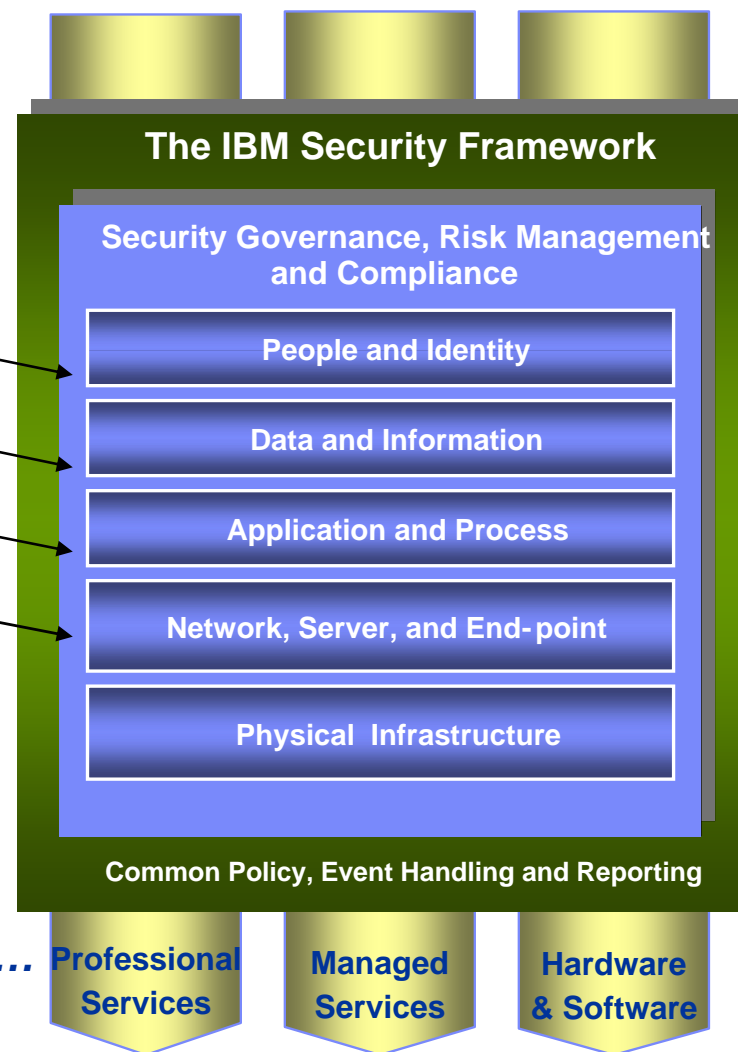 The IBM Security Framework
Security Governance, Risk Management
and Compliance
People and Identity
Data and Information
Application and Process
Network, Server, and End-point
Physical Infrastructure
Common Policy, Event Handling and Reporting
... Professional
Services
Managed
Services
Hardware
& Software